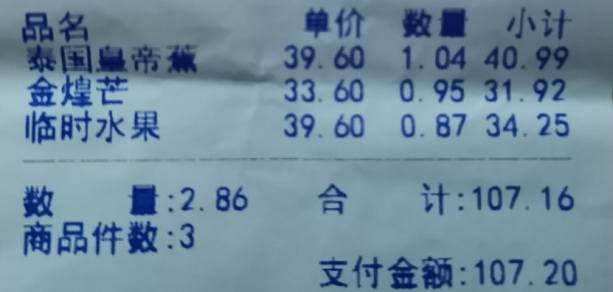 品名 单价 数量 小计
泰国皇帝蕉 39.60 1.04 40.99
金煌芒 33.60 0.95 31.92
临时水果 39.60 0.87 34.25
数 量:2.86 合 计:107.16
商品件数:3
支付金额:107.20